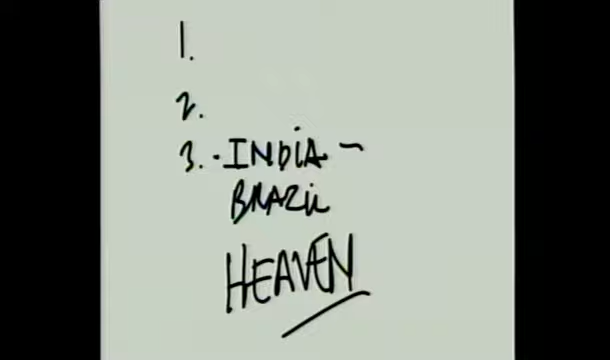 1.
2.
3. · INDIA ~
BRAZIL
HEAVEN